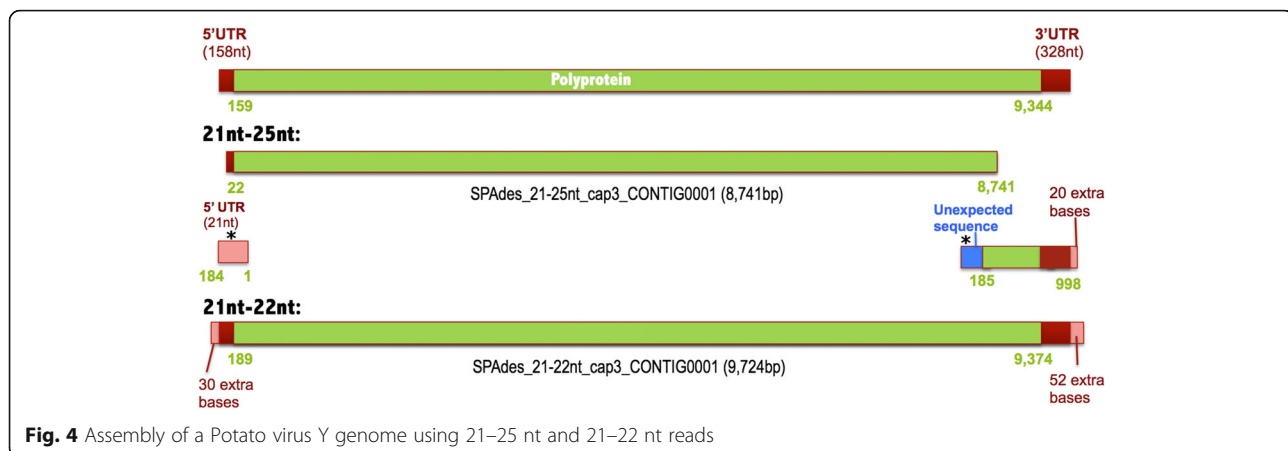 5'UTR
(158nt)
3'UTR
(328nt)
Polyprotein
159
9,344
21nt-25nt:
22
SPAdes_21-25nt_cap3_CONTIG0001 (8,741bp)
8,741
5' UTR
(21nt)
*
184
1
Unexpected
sequence
*
20 extra
bases
185
998
21nt-22nt:
189
SPAdes_21-22nt_cap3_CONTIG0001 (9,724bp)
9,374
30 extra
bases
52 extra
bases
Fig. 4 Assembly of a Potato virus Y genome using 21–25 nt and 21–22 nt reads